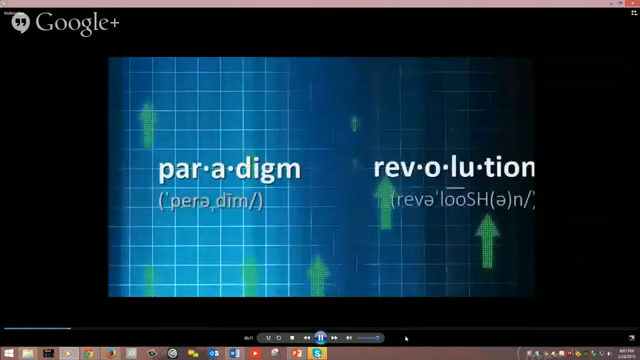 Google+
par·a·digm
rev·o·lu·tion
(ˈperəˌdīm/)
(revəˈlo͞oSH(ə)n/)